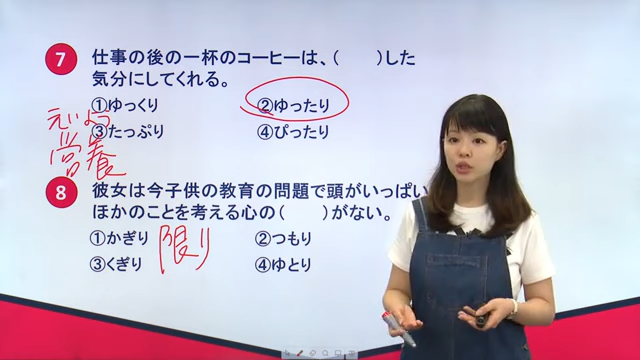 7 仕事の後の一杯のコーヒーは、(　　)した
気分にしてくれる。
①ゆっくり ②ゆったり
③たっぷり ④ぴったり
えいよう
営養
8 彼女は今子供の教育の問題で頭がいっぱい
ほかのことを考える心の(　　)がない。
①かぎり 限り ②つもり
③くぎり ④ゆとり